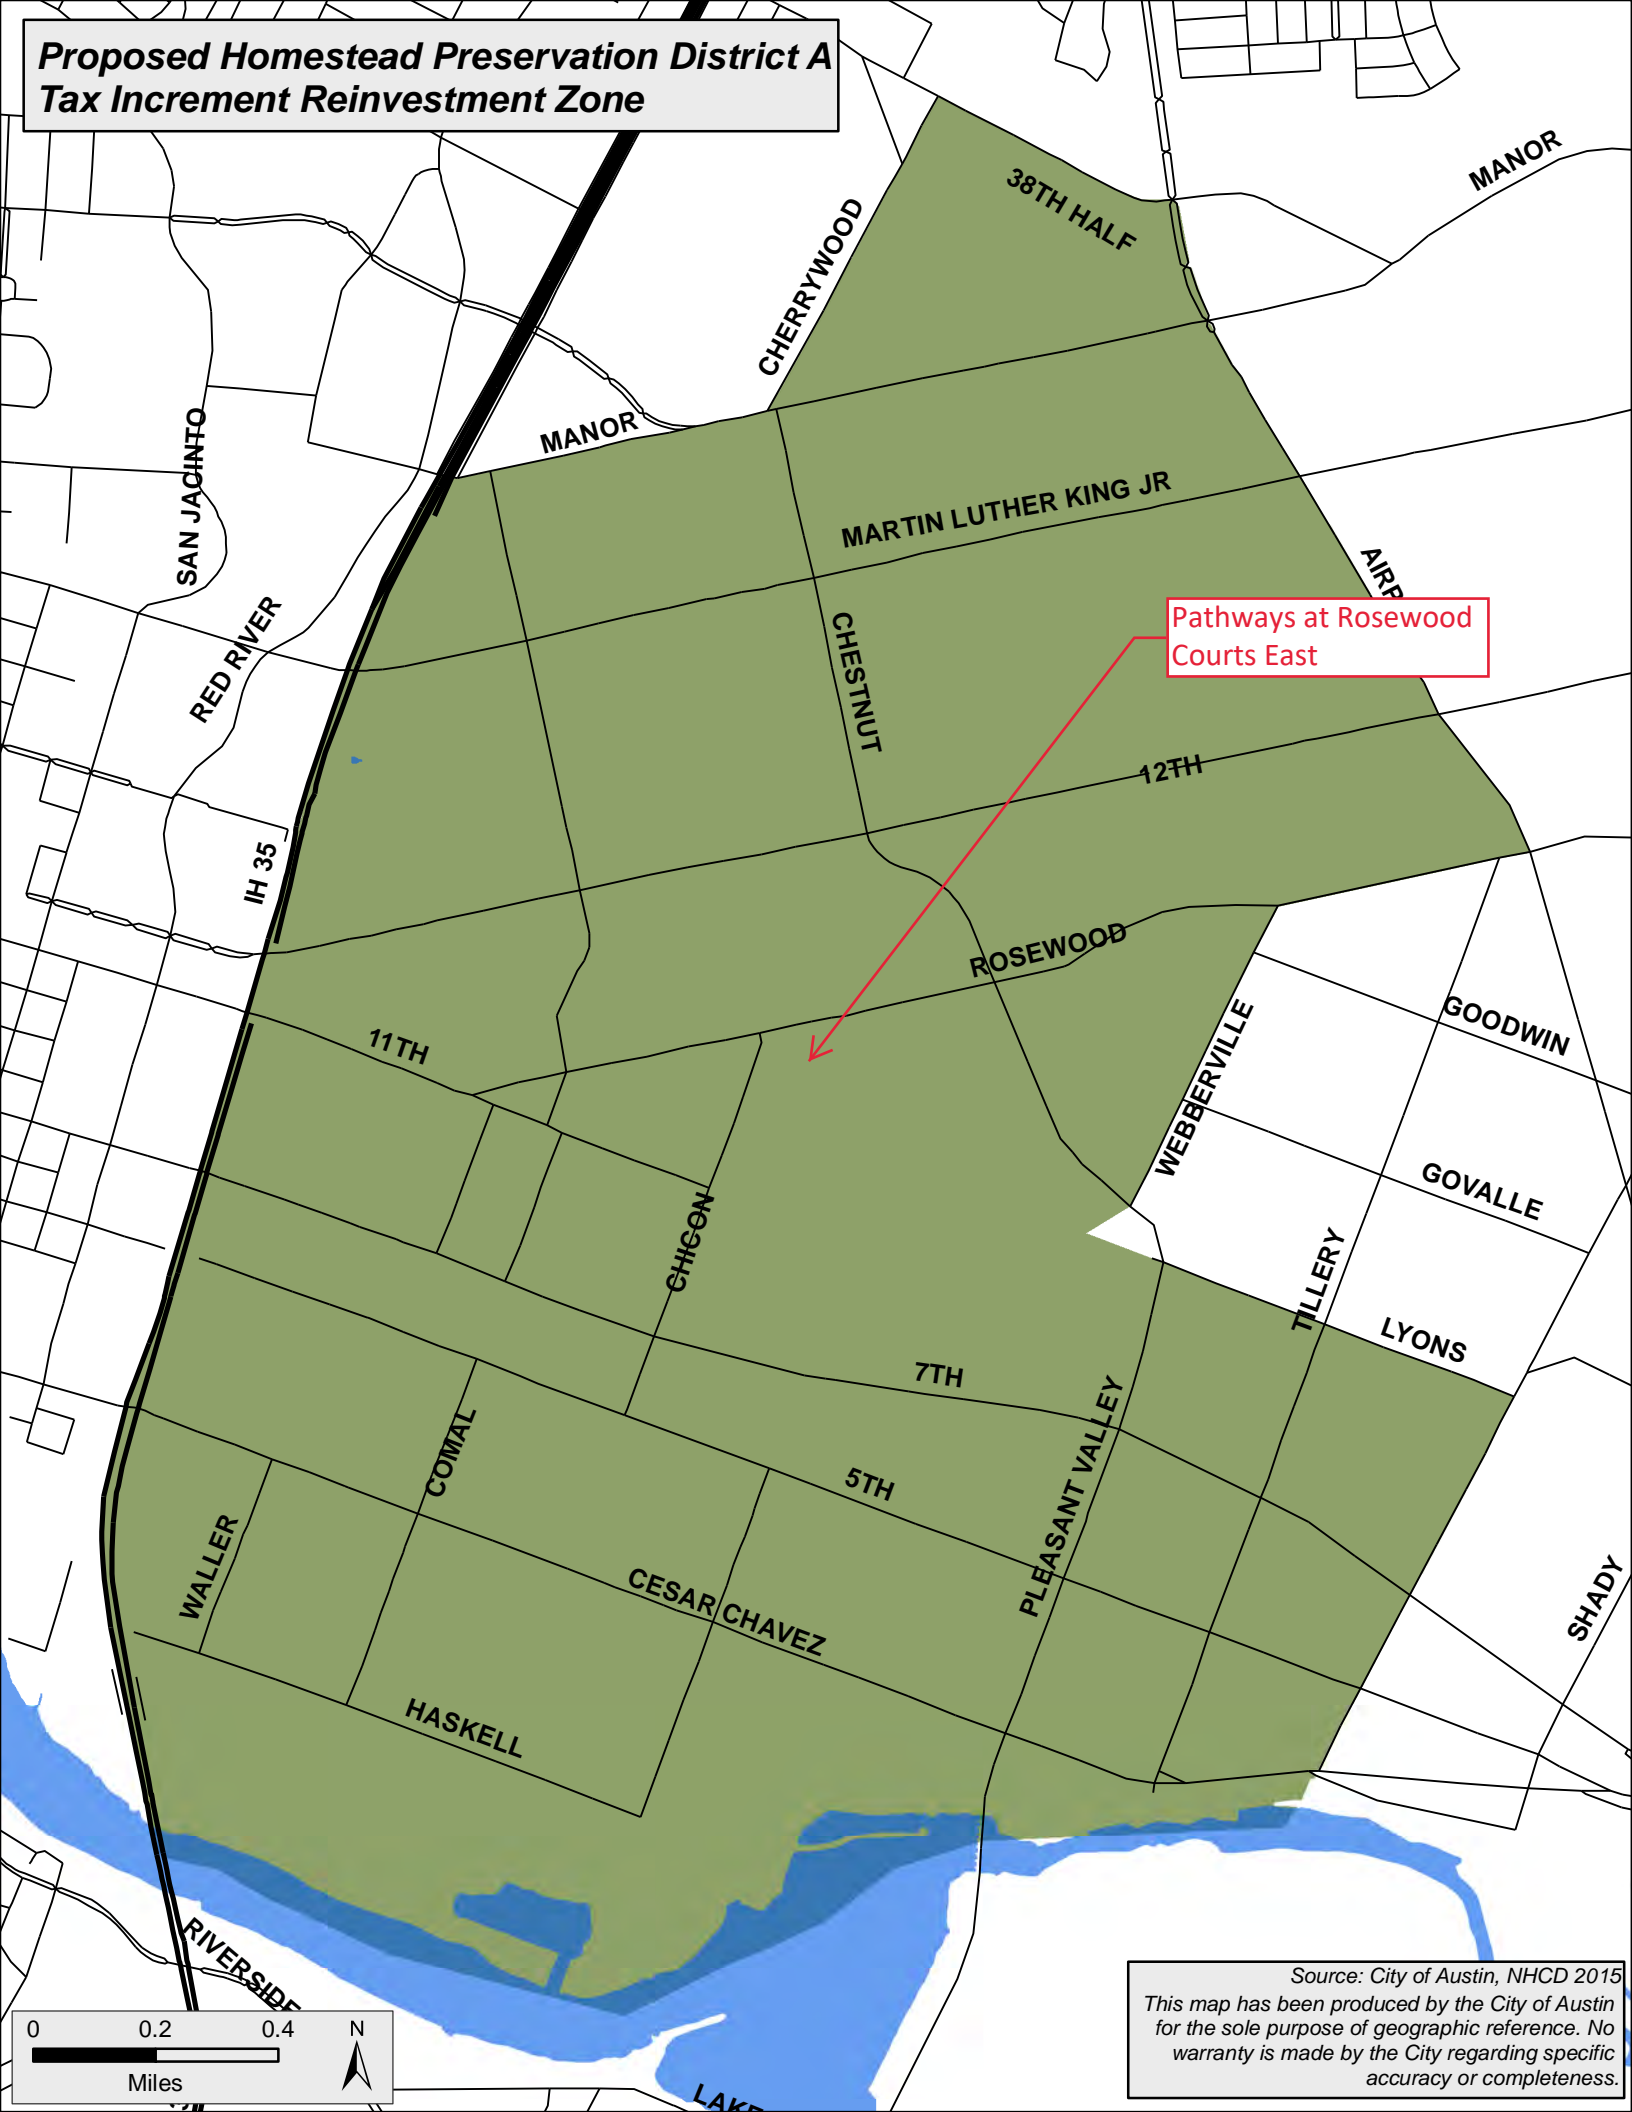 Proposed Homestead Preservation District A
Tax Increment Reinvestment Zone
MANOR
38TH HALF
CHERRYWOOD
MANOR
SAN JACINTO
MARTIN LUTHER KING JR
RED RIVER
CHESTNUT
Pathways at Rosewood
Courts East
12TH
IH 35
ROSEWOOD
11TH
GOODWIN
WEBBERVILLE
GOVALLE
CHICON
TILLERY
LYONS
7TH
COMAL
PLEASANT VALLEY
5TH
WALLER
CESAR CHAVEZ
SHADY
HASKELL
RIVERSIDE
0 0.2 0.4
N
Miles
Source: City of Austin, NHCD 2015
This map has been produced by the City of Austin
for the sole purpose of geographic reference. No
warranty is made by the City regarding specific
accuracy or completeness.